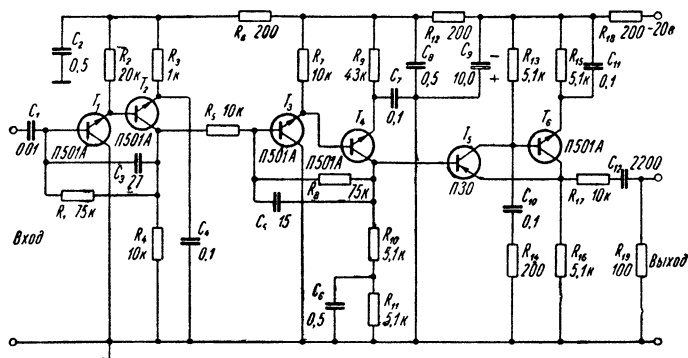 C₂
0,5
R₂
20к
R₃
1к
T₂
R₆ 200
R₇
10к
R₉
43к
C₇
0,1
R₁₂
200
C₈
0,5
C₉
10,0
−
+
R₁₃
5,1к
R₁₅
5,1к
C₁₁
0,1
R₁₈
200
−20в
C₁
001
T₁
П501А
П501А
R₅ 10к
T₃
П501А
T₄
П501А
T₅
П30
T₆
П501А
C₃
27
R₁ 75к
C₄
0,1
R₈
75к
C₅
15
C₁₀
0,1
R₁₇
10к
C₁₂
2200
Вход
R₄
10к
R₁₀
5,1к
R₁₄
200
R₁₆
5,1к
R₁₉
100
Выход
C₆
0,5
R₁₁
5,1к